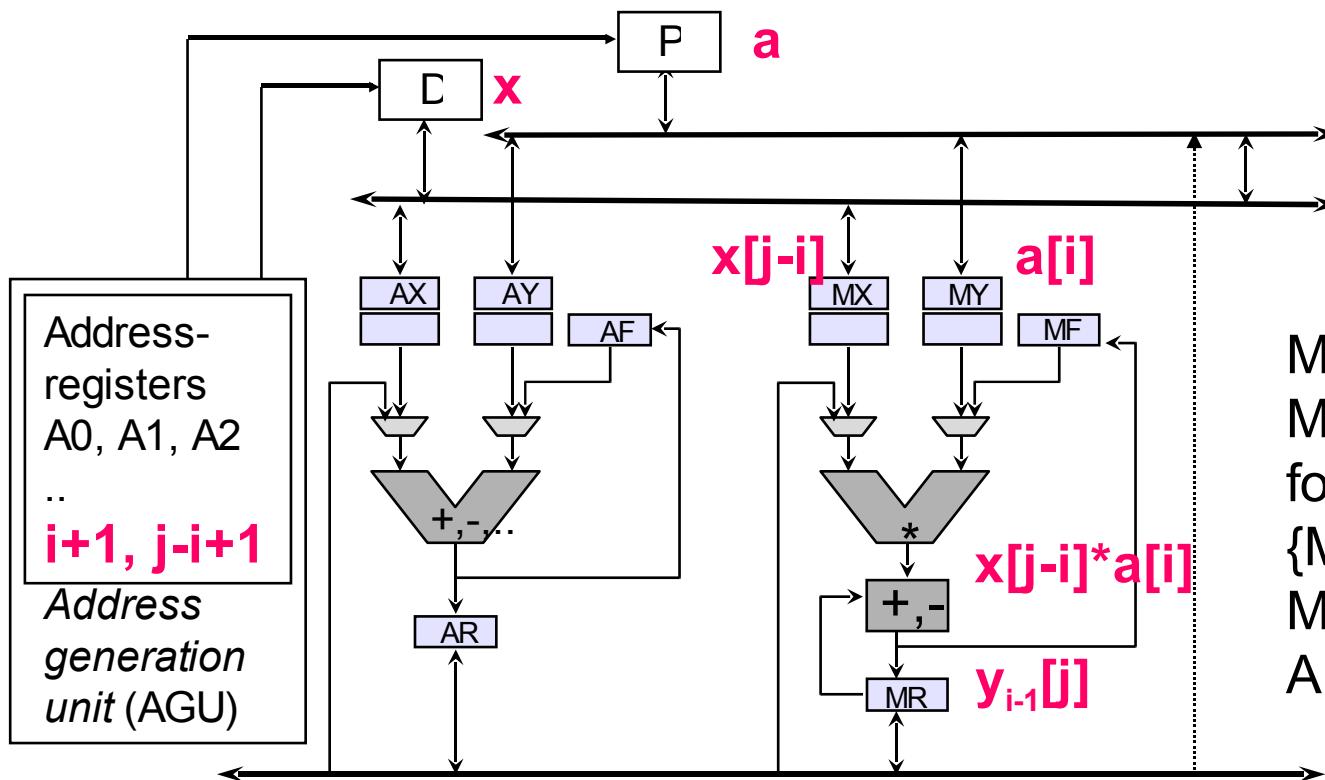 P
a
D
x
x[j-i]
a[i]
AX
AY
AF
MX
MY
MF
Address-
registers
A0, A1, A2
..
i+1, j-i+1
Address
generation
unit (AGU)
+,-,..
*
x[j-i]*a[i]
+,-
AR
MR
yi-1[j]
M
M
fo
{M
M
A